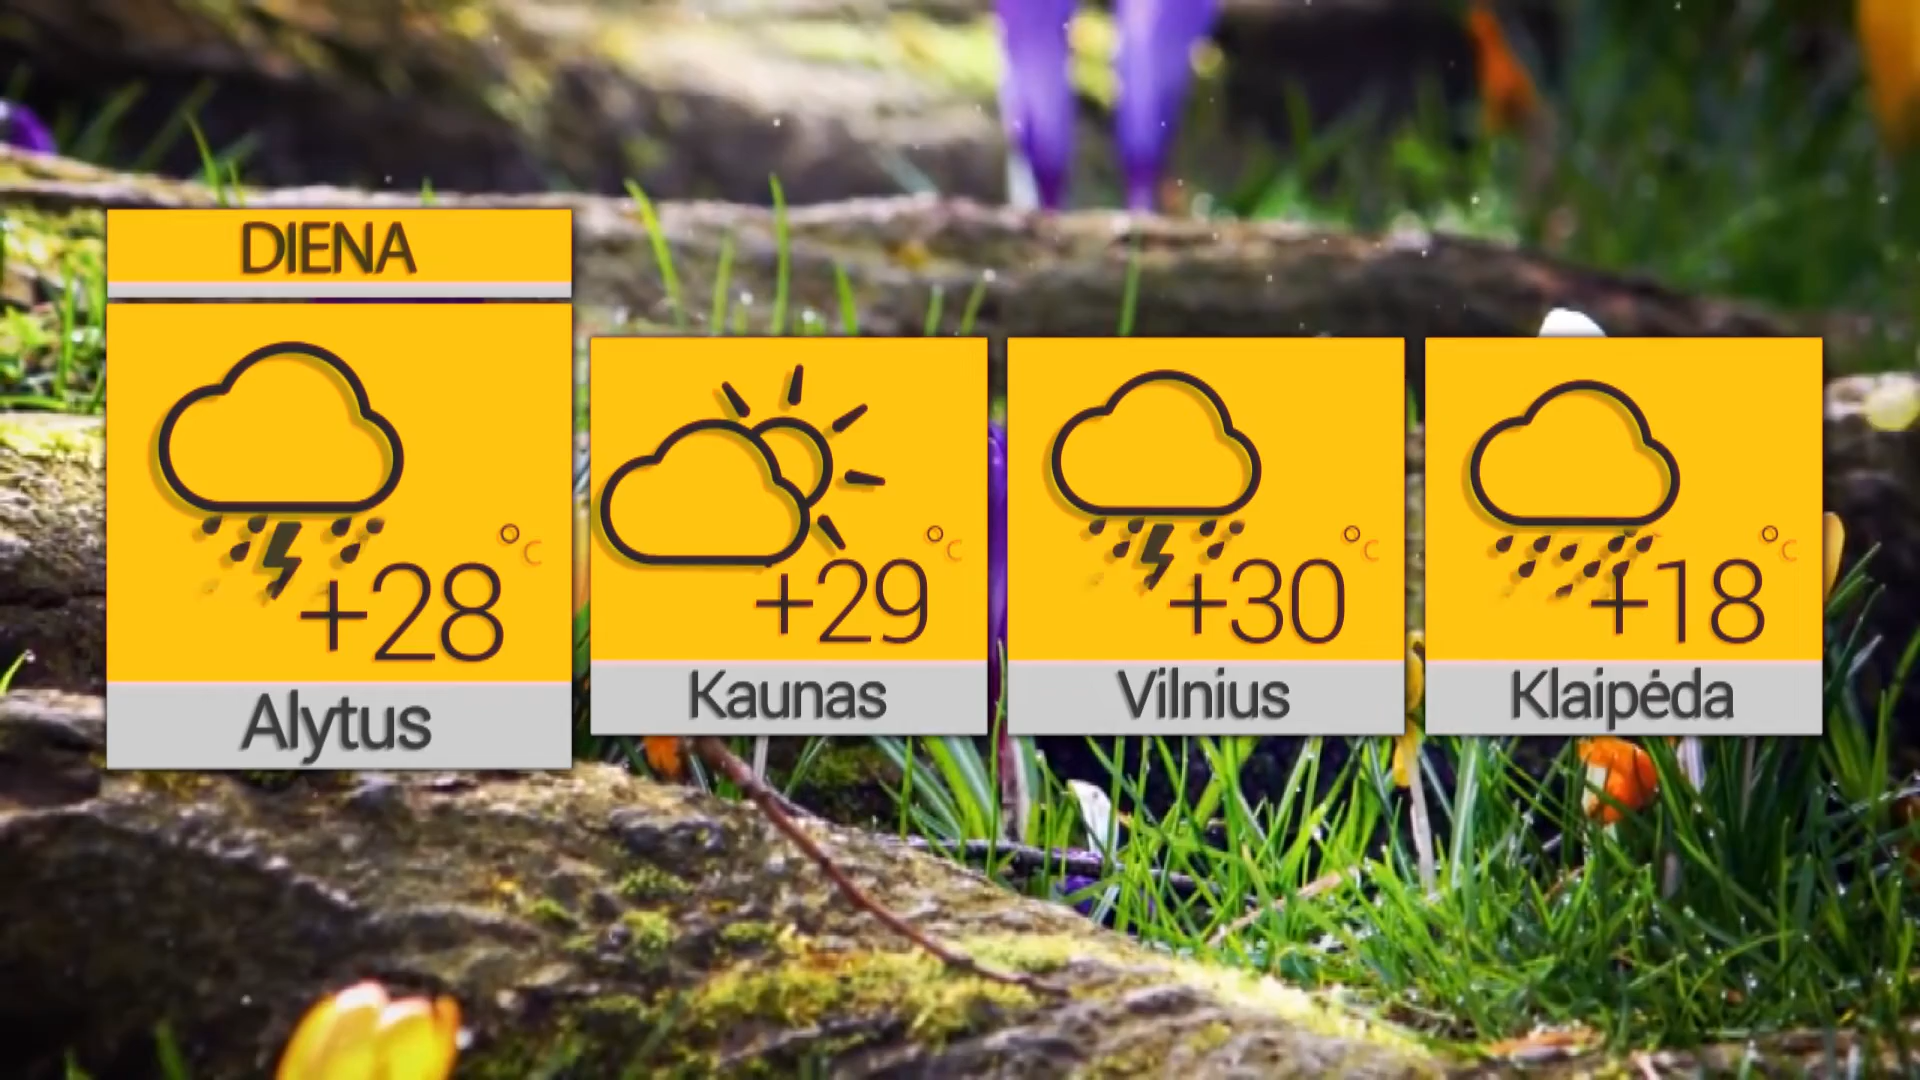 DIENA
+28 °C
Alytus
+29 °C
Kaunas
+30 °C
Vilnius
+18 °C
Klaipėda